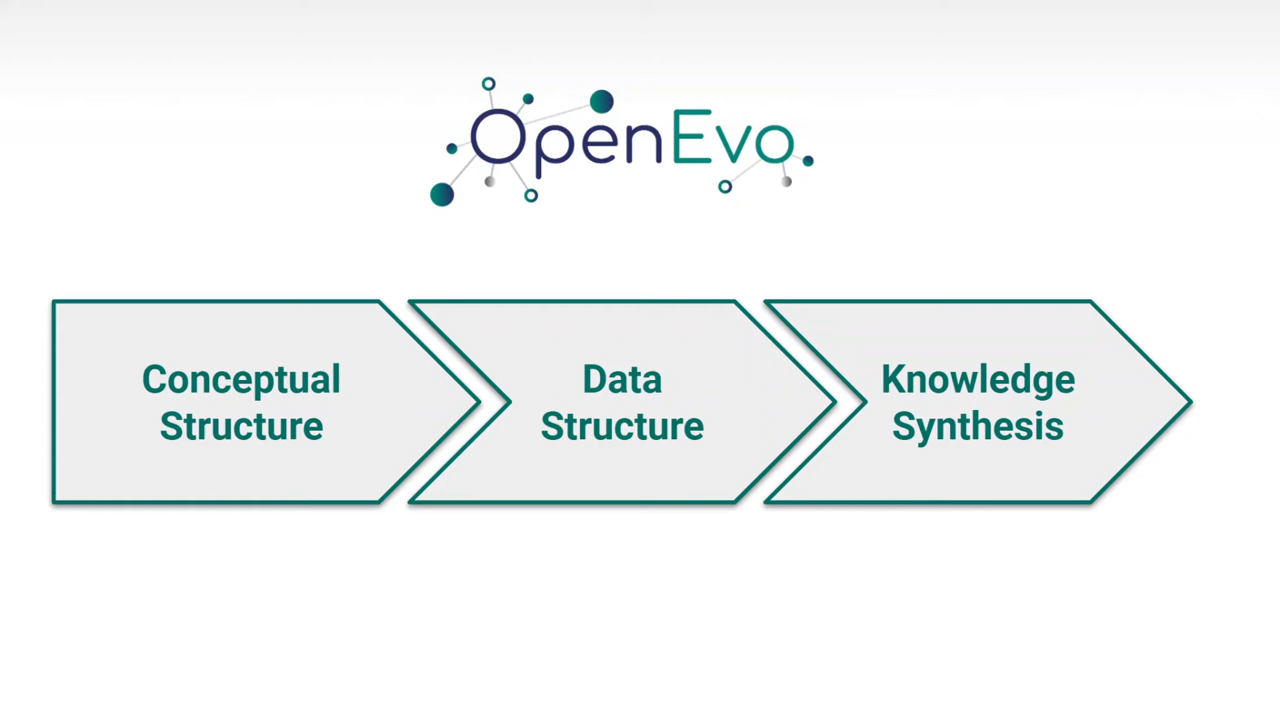 OpenEvo
Conceptual
Structure
Data
Structure
Knowledge
Synthesis